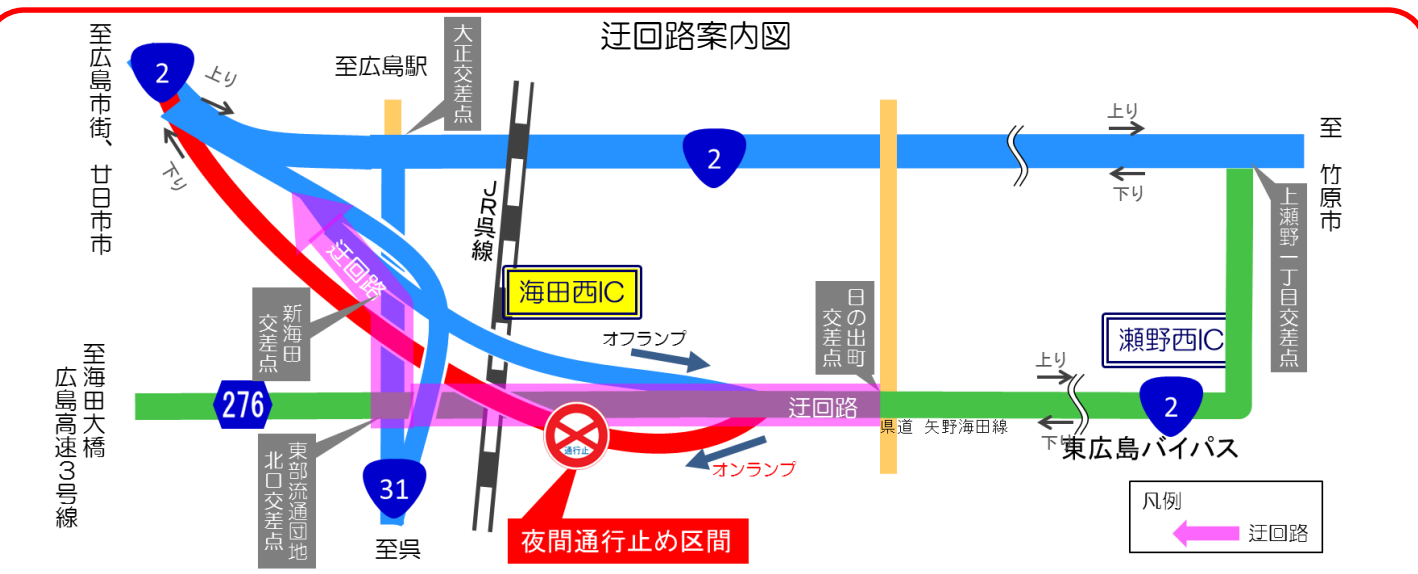 迂回路案内図
至広島市街、廿日市市
2
上り
下り
至広島駅
大正交差点
2
上り
下り
至 竹原市
上瀬野一丁目交差点
JR呉線
迂回路
新海田
交差点
海田西IC
オフランプ
日の出町
交差点
瀬野西IC
上り
下り
至海田大橋
広島高速3号線
276
迂回路
県道 矢野海田線
2
東広島バイパス
通行止
オンランプ
東部流通団地
北口交差点
31
至呉
夜間通行止め区間
凡例
迂回路